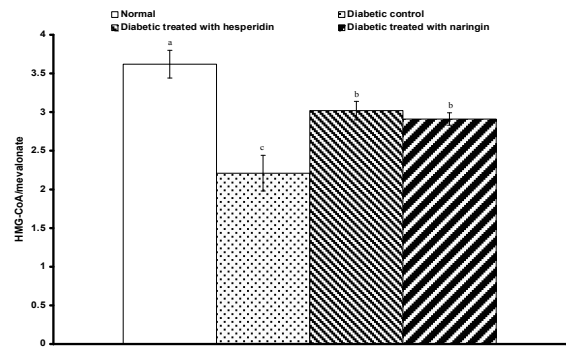 Normal Diabetic control
Diabetic treated with hesperidin Diabetic treated with naringin
4
a
3.5
b b
3
2.5
c
2
1.5
1
0.5
0
HMG-CoA/mevalonate